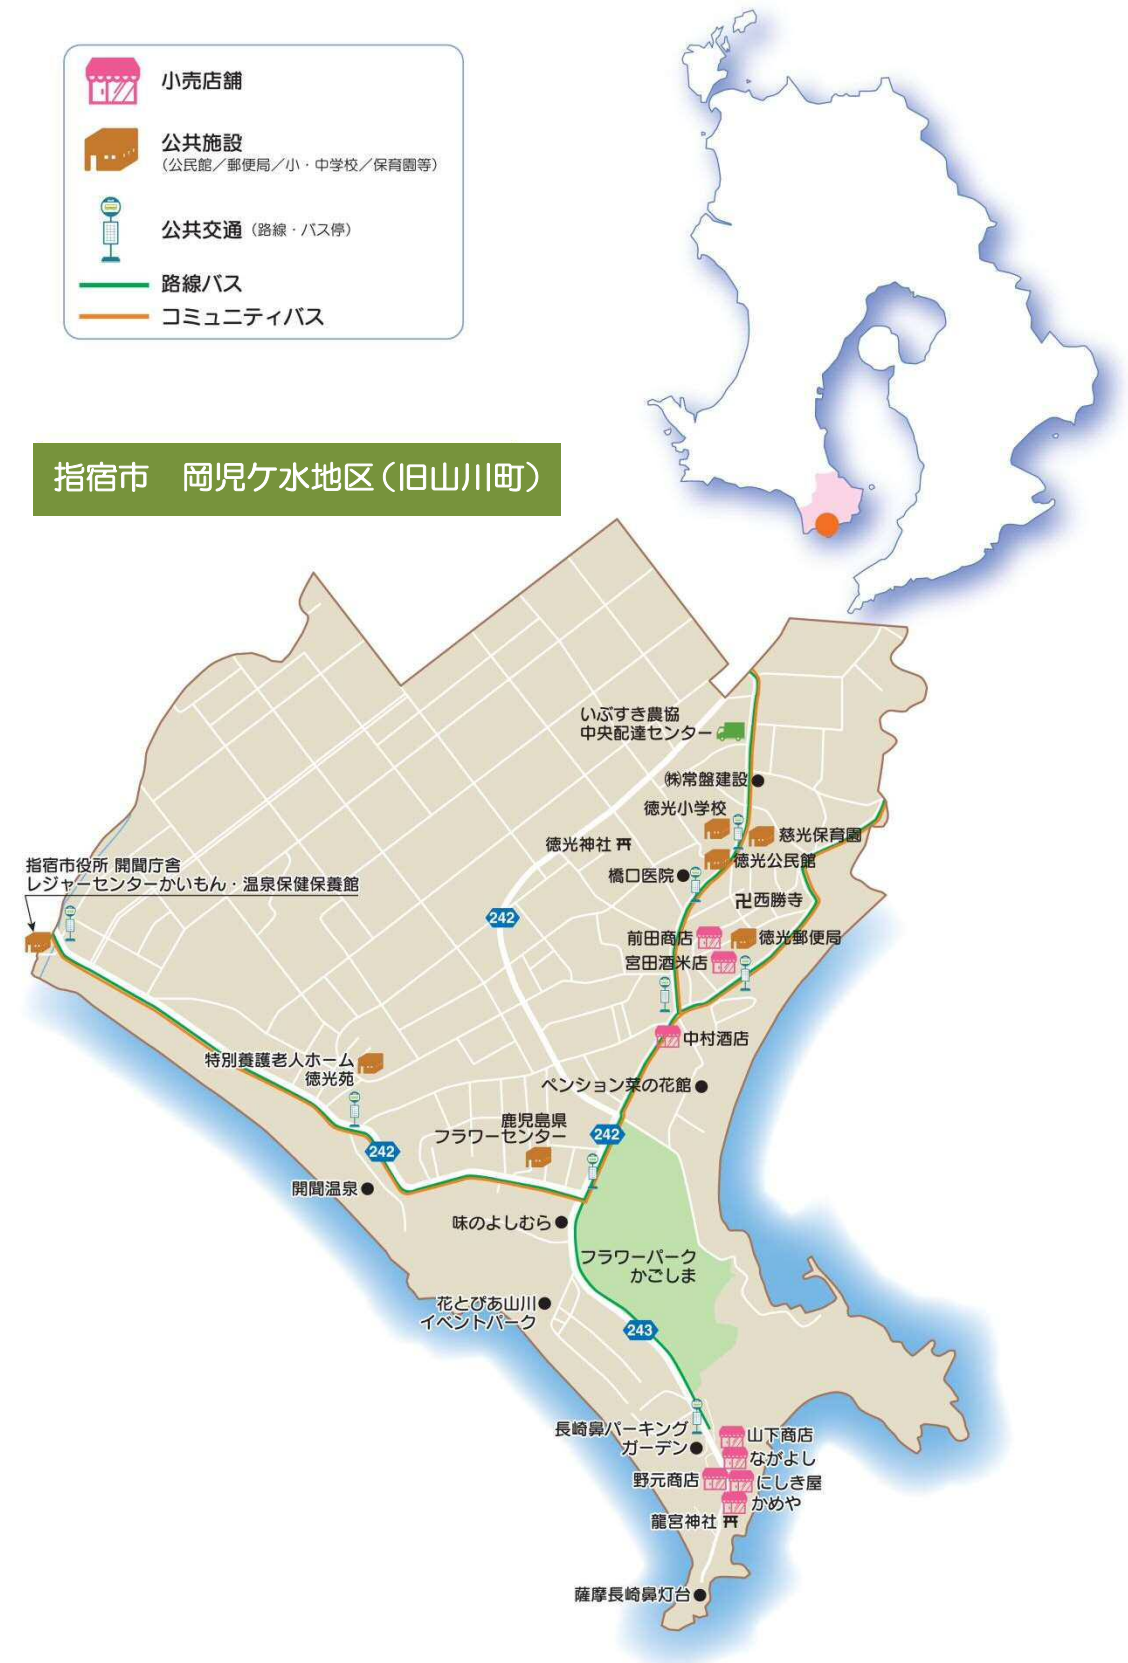 小売店舗
公共施設
(公民館/郵便局/小・中学校/保育園等)
公共交通(路線・バス停)
路線バス
コミュニティバス
指宿市 岡児ケ水地区(旧山川町)
いぶすき農協
中央配達センター
㈱常盤建設
徳光小学校
慈光保育園
徳光神社
徳光公民館
橋口医院
指宿市役所 開聞庁舎
レジャーセンターかいもん・温泉保健保養館
卍西勝寺
242
前田商店
徳光郵便局
宮田酒米店
中村酒店
特別養護老人ホーム
徳光苑
ペンション菜の花館
鹿児島県
フラワーセンター
242
242
開聞温泉
味のよしむら
フラワーパーク
かごしま
花とぴあ山川
イベントパーク
243
長崎鼻パーキング
ガーデン
山下商店
ながよし
野元商店
にしき屋
かめや
龍宮神社
薩摩長崎鼻灯台